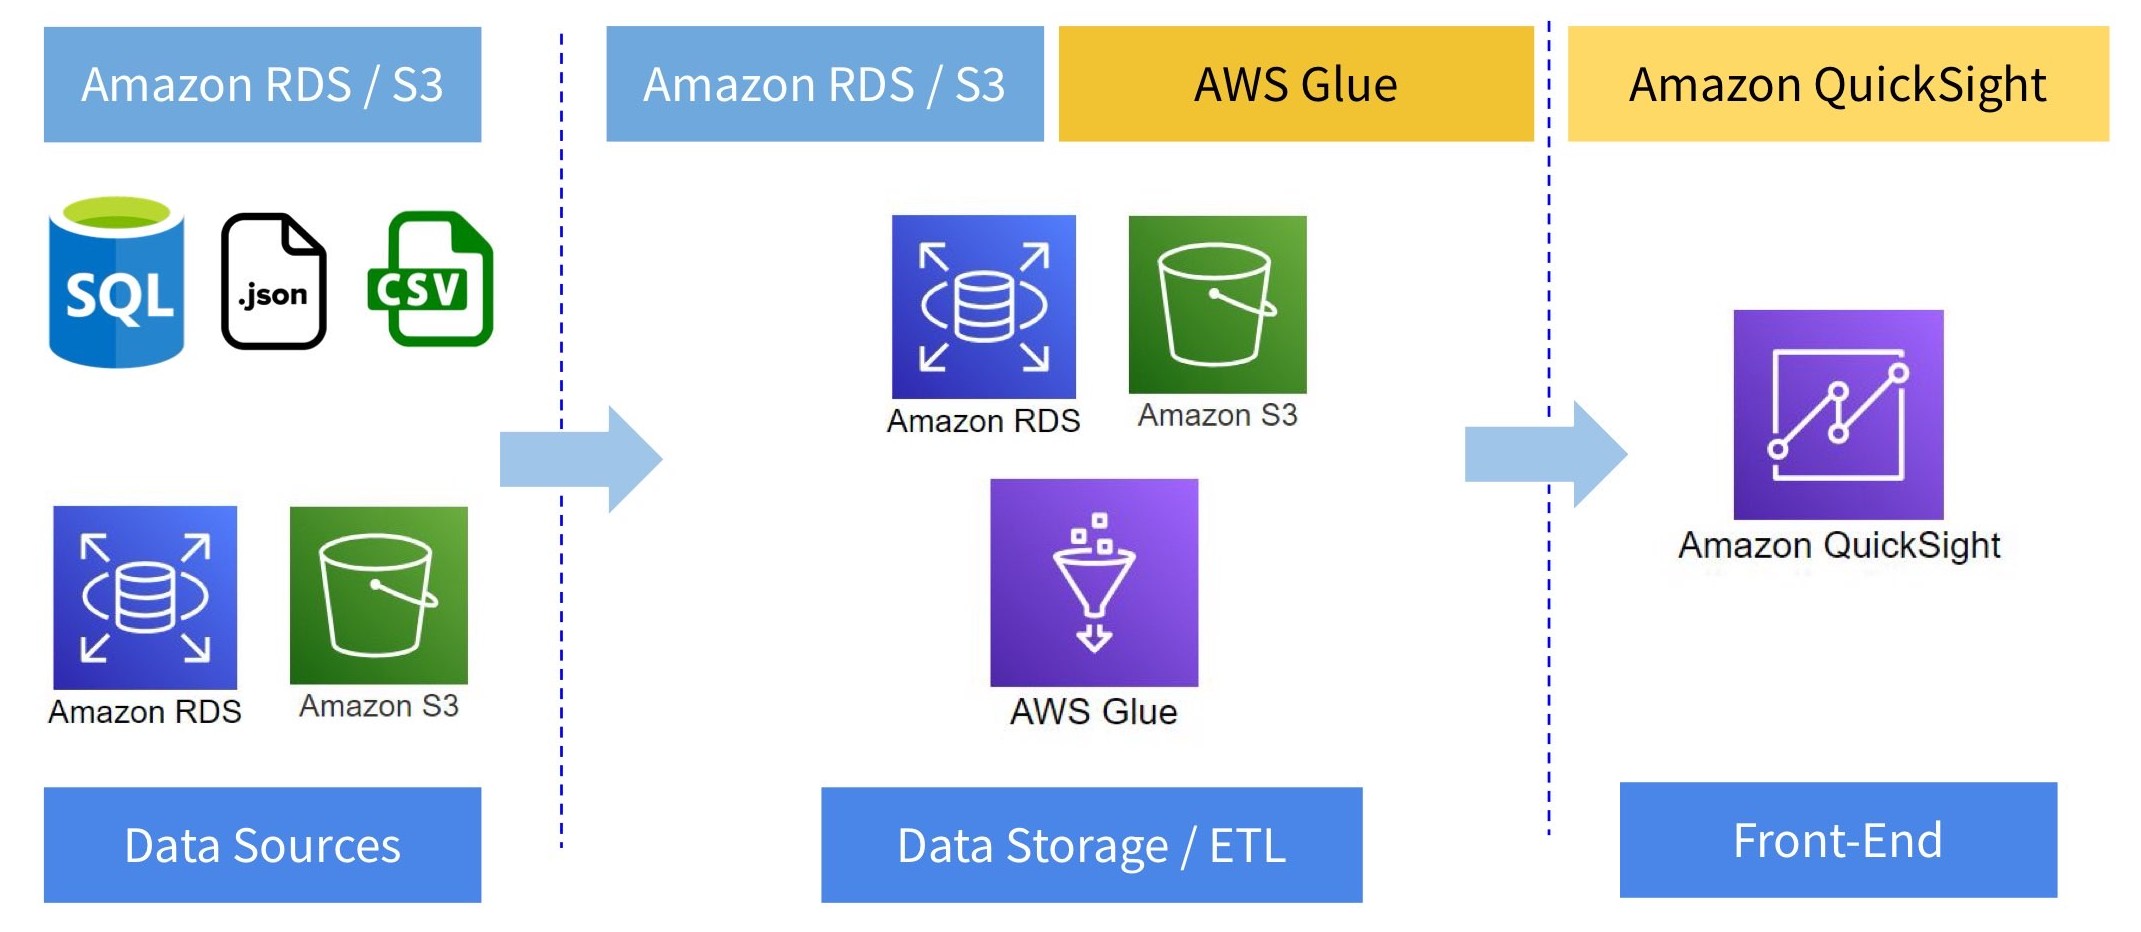 Amazon RDS / S3
Amazon RDS / S3
AWS Glue
Amazon QuickSight
SQL
.json
CSV
Amazon RDS
Amazon S3
Amazon RDS
Amazon S3
AWS Glue
Amazon QuickSight
Data Sources
Data Storage / ETL
Front-End